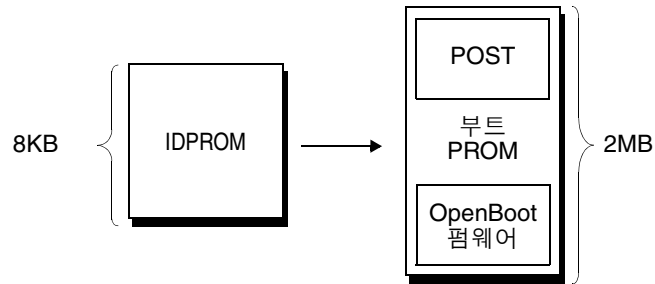 8KB
IDPROM
POST
부트
PROM
OpenBoot
펌웨어
2MB